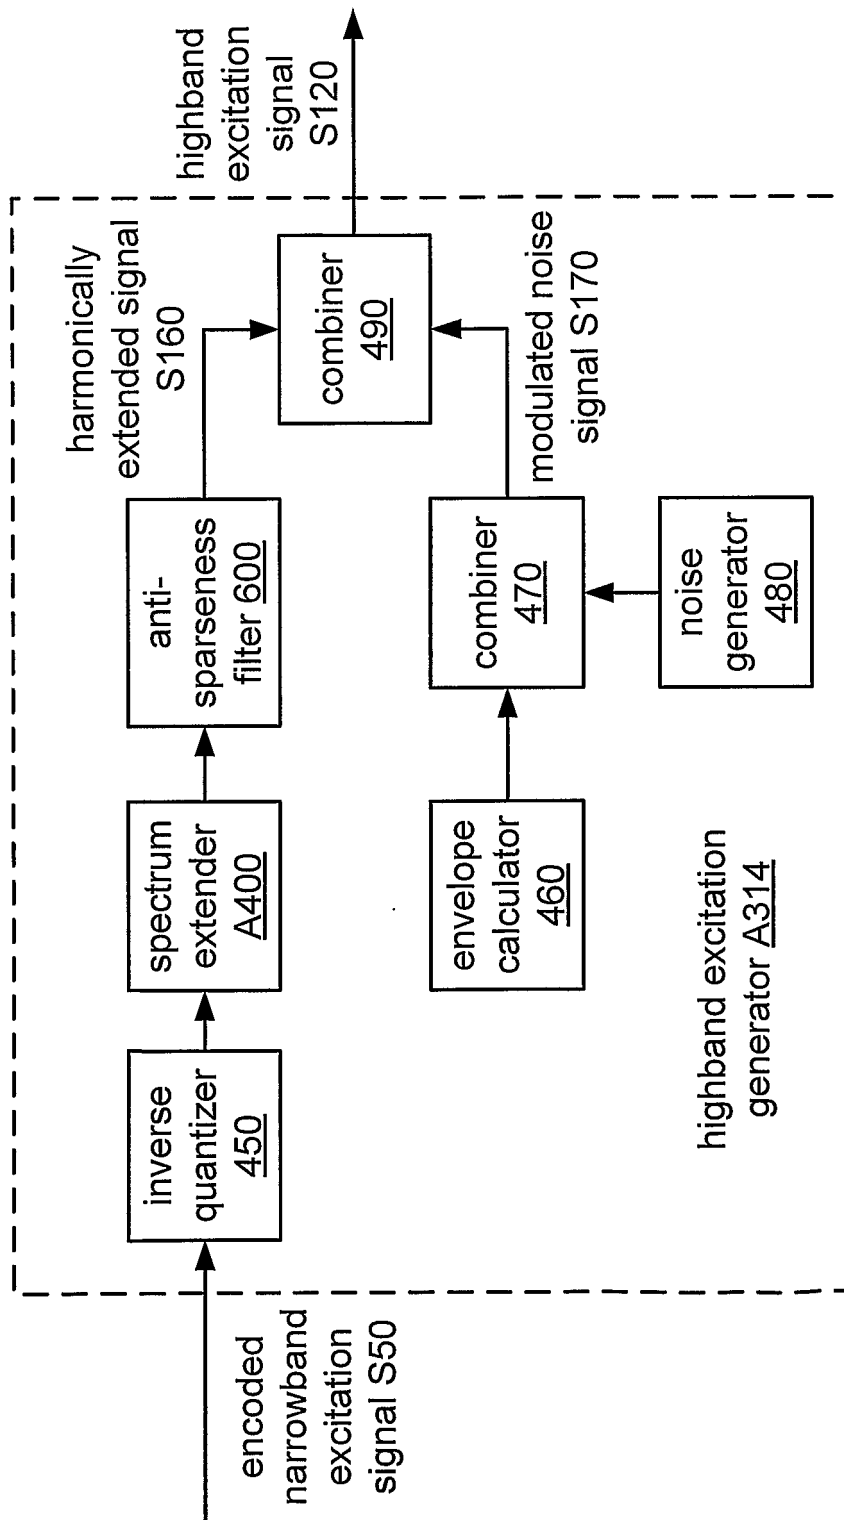 encoded
narrowband
excitation
signal S50
inverse
quantizer
450
spectrum
extender
A400
anti-
sparseness
filter 600
harmonically
extended signal
S160
envelope
calculator
460
combiner
470
noise
generator
480
modulated noise
signal S170
combiner
490
highband
excitation
signal
S120
highband excitation
generator A314